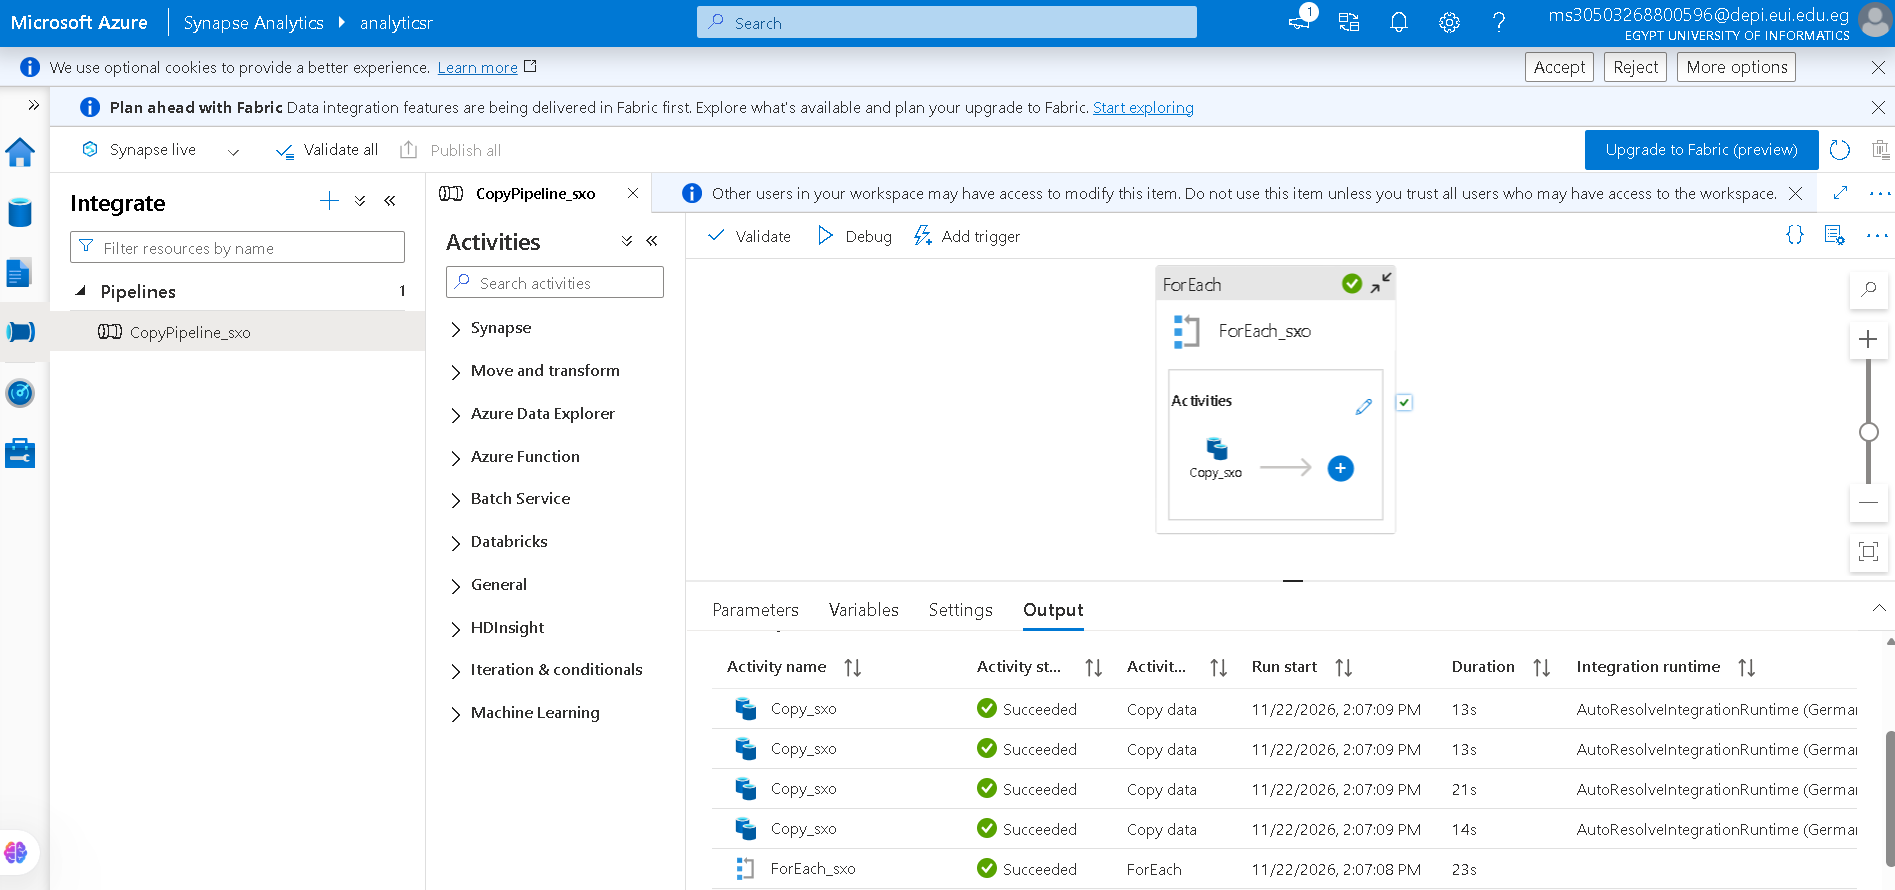 Microsoft Azure
Synapse Analytics
analyticsr
Search
1
ms30503268800596@depi.eui.edu.eg
EGYPT UNIVERSITY OF INFORMATICS
We use optional cookies to provide a better experience. Learn more
Accept
Reject
More options
Plan ahead with Fabric Data integration features are being delivered in Fabric first. Explore what's available and plan your upgrade to Fabric. Start exploring
Synapse live
Validate all
Publish all
Upgrade to Fabric (preview)
Integrate
Filter resources by name
Pipelines
1
CopyPipeline_sxo
CopyPipeline_sxo
Other users in your workspace may have access to modify this item. Do not use this item unless you trust all users who may have access to the workspace.
Activities
Search activities
Synapse
Move and transform
Azure Data Explorer
Azure Function
Batch Service
Databricks
General
HDInsight
Iteration & conditionals
Machine Learning
Validate
Debug
Add trigger
ForEach
ForEach_sxo
Activities
Copy_sxo
Parameters
Variables
Settings
Output
Activity name
Activity st...
Activit...
Run start
Duration
Integration runtime
Copy_sxo Succeeded Copy data 11/22/2026, 2:07:09 PM 13s AutoResolveIntegrationRuntime (Germa
Copy_sxo Succeeded Copy data 11/22/2026, 2:07:09 PM 13s AutoResolveIntegrationRuntime (Germa
Copy_sxo Succeeded Copy data 11/22/2026, 2:07:09 PM 21s AutoResolveIntegrationRuntime (Germa
Copy_sxo Succeeded Copy data 11/22/2026, 2:07:09 PM 14s AutoResolveIntegrationRuntime (Germa
ForEach_sxo Succeeded ForEach 11/22/2026, 2:07:08 PM 23s